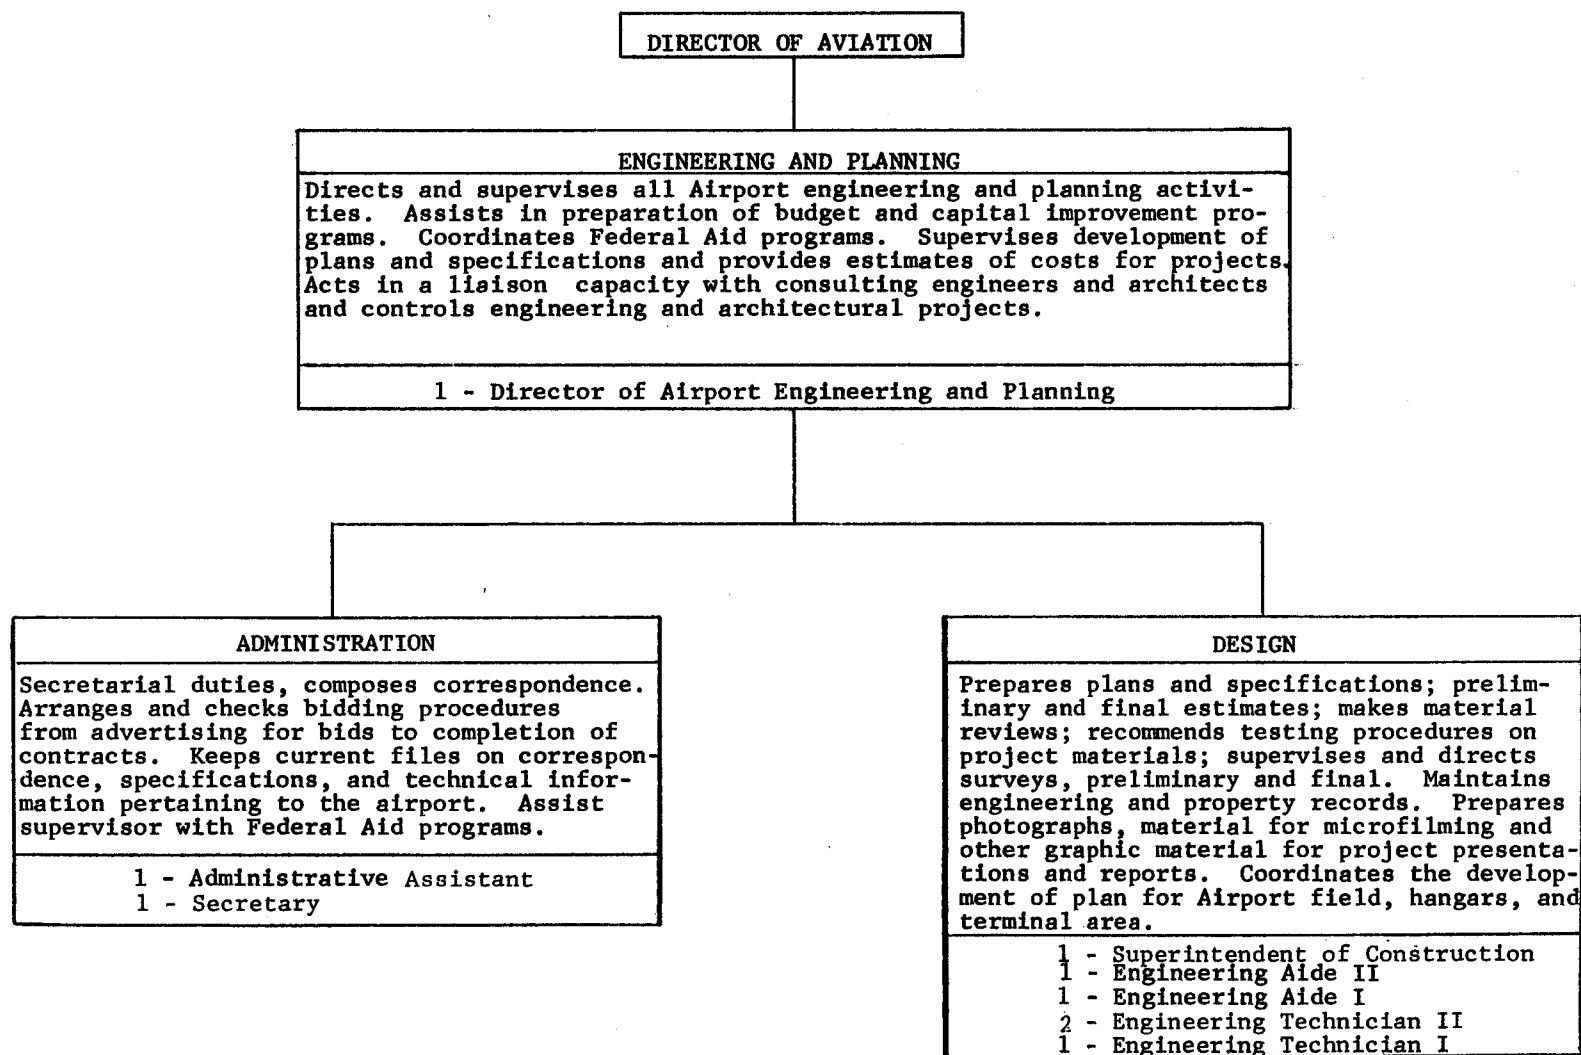 DIRECTOR OF AVIATION
ENGINEERING AND PLANNING
Directs and supervises all Airport engineering and planning activi-
ties. Assists in preparation of budget and capital improvement pro-
grams. Coordinates Federal Aid programs. Supervises development of
plans and specifications and provides estimates of costs for projects.
Acts in a liaison capacity with consulting engineers and architects
and controls engineering and architectural projects.
1 - Director of Airport Engineering and Planning
ADMINISTRATION
Secretarial duties, composes correspondence.
Arranges and checks bidding procedures
from advertising for bids to completion of
contracts. Keeps current files on correspon-
dence, specifications, and technical infor-
mation pertaining to the airport. Assist
supervisor with Federal Aid programs.
1 - Administrative Assistant
1 - Secretary
DESIGN
Prepares plans and specifications; prelim-
inary and final estimates; makes material
reviews; recommends testing procedures on
project materials; supervises and directs
surveys, preliminary and final. Maintains
engineering and property records. Prepares
photographs, material for microfilming and
other graphic material for project presenta-
tions and reports. Coordinates the develop-
ment of plan for Airport field, hangars, and
terminal area.
1 - Superintendent of Construction
1 - Engineering Aide II
1 - Engineering Aide I
2 - Engineering Technician II
1 - Engineering Technician I